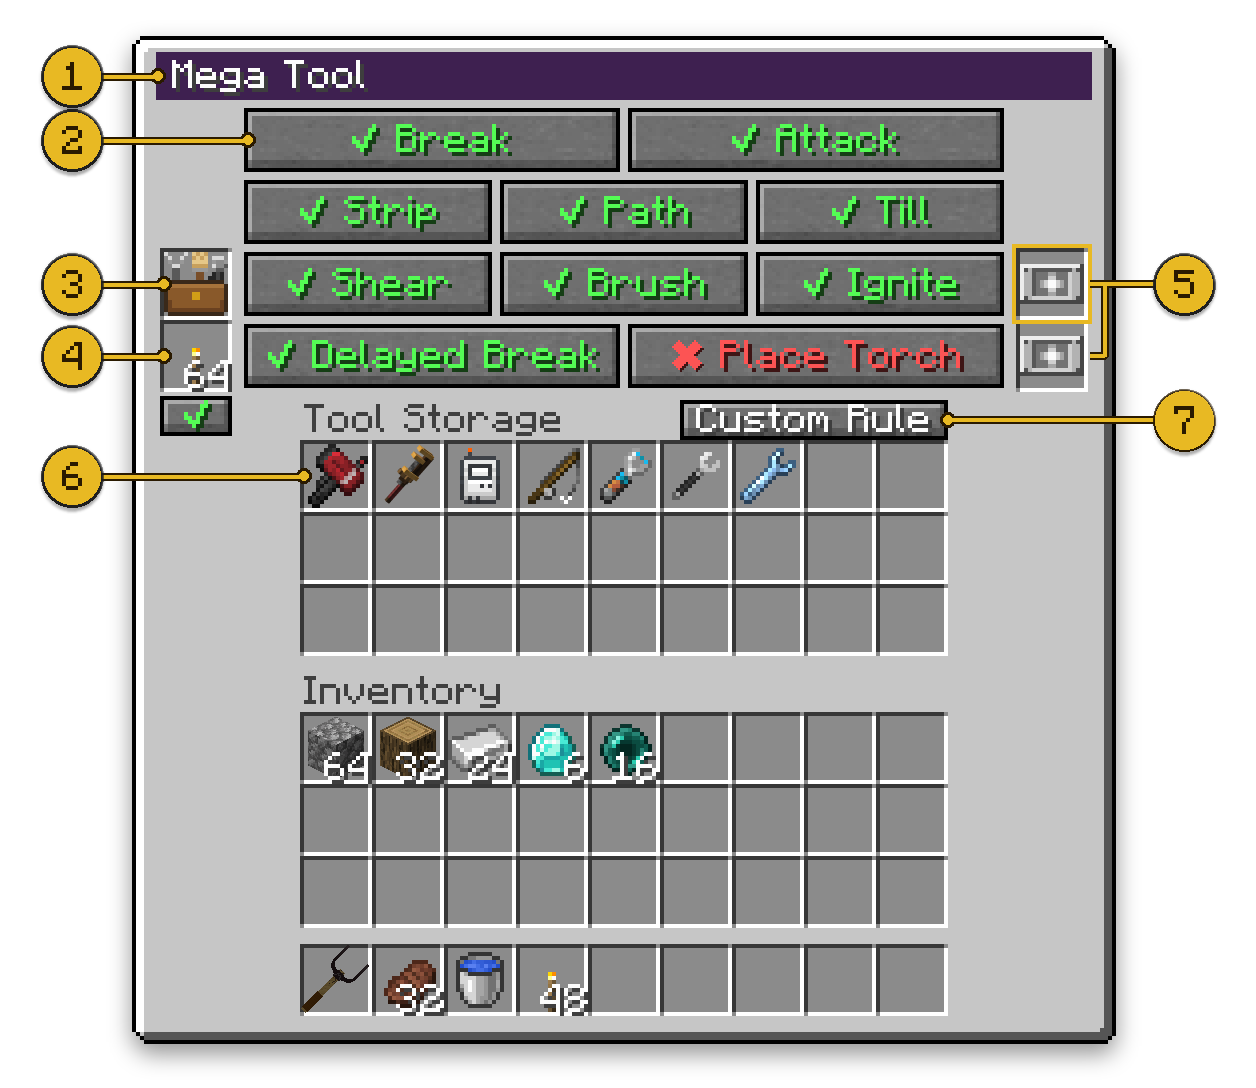 1 Mega Tool
2 ✓ Break ✓ Attack
✓ Strip ✓ Path ✓ Till
3 ✓ Shear ✓ Brush ✓ Ignite 5
4 64 ✓ Delayed Break ✖ Place Torch
✓ Tool Storage Custom Rule 7
6
Inventory
64 32 24 6 16
32 48